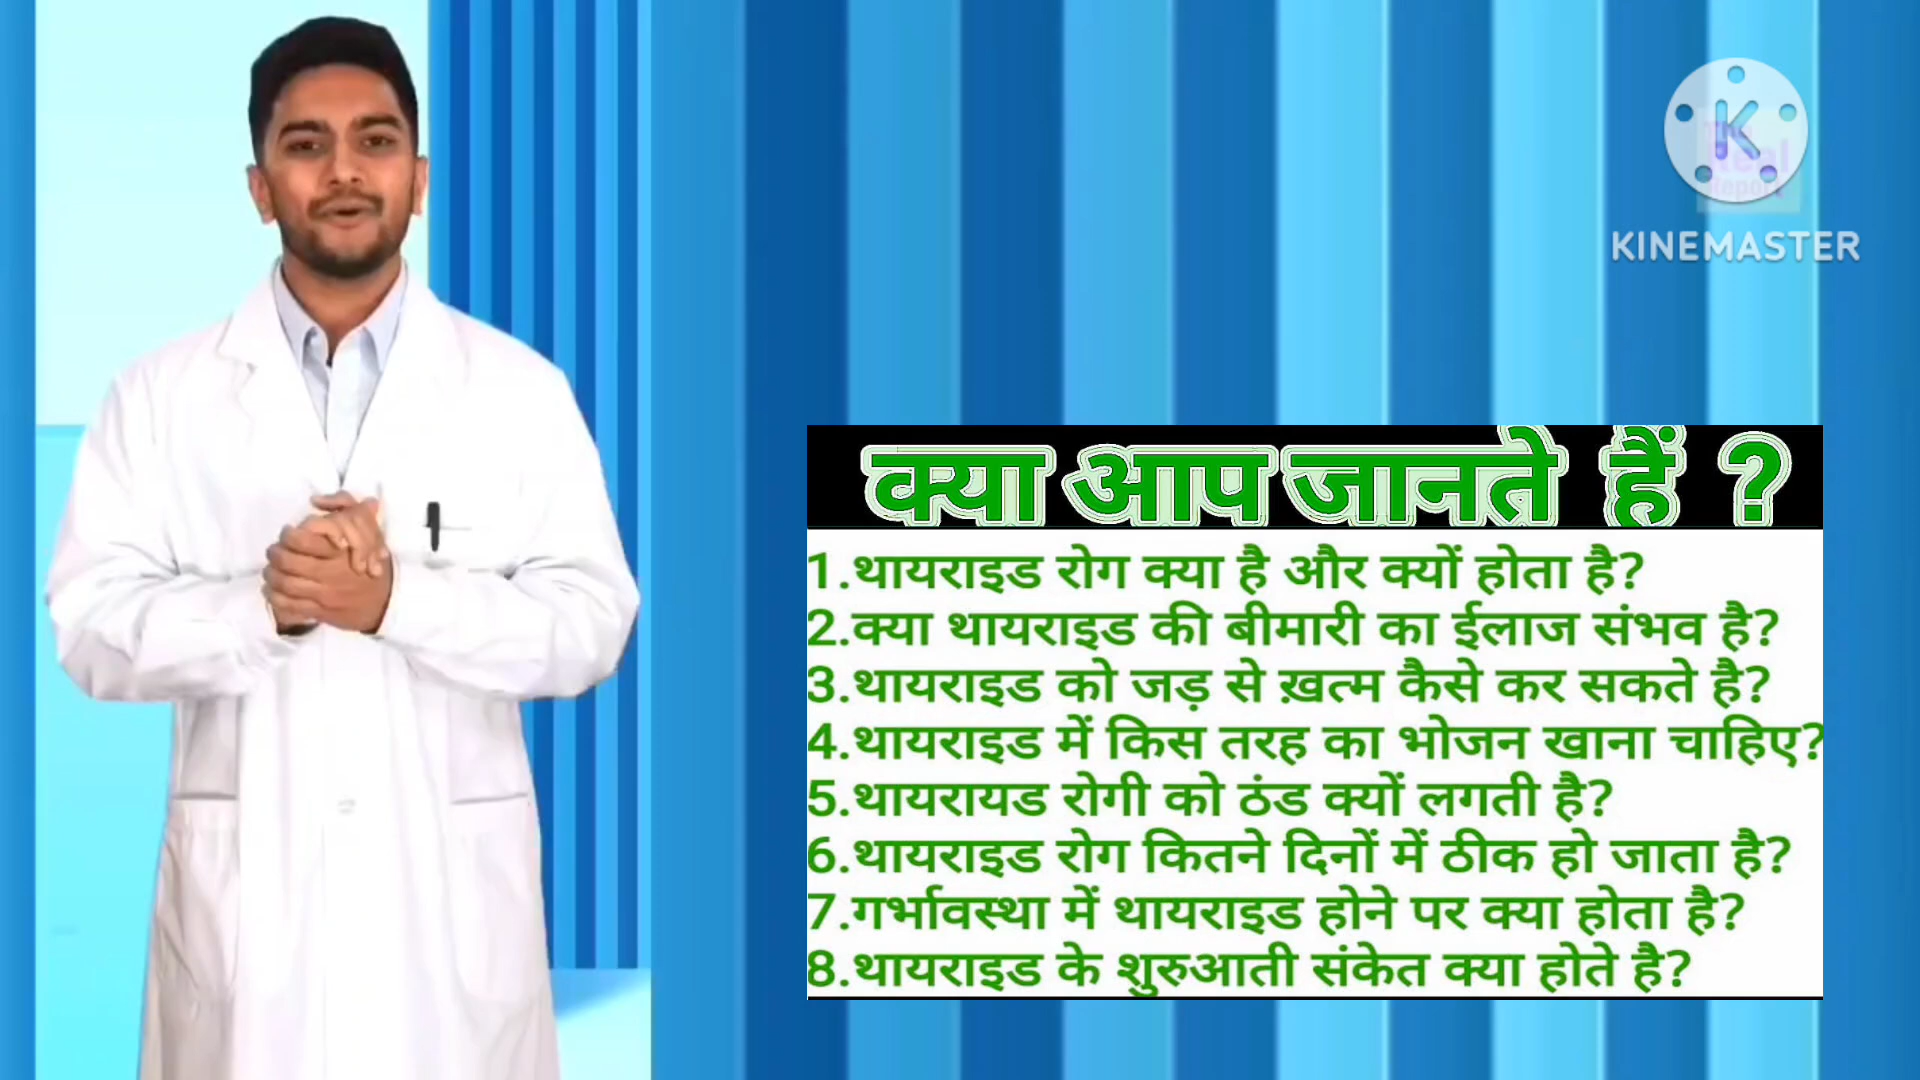 K
Real
Report
KINEMASTER
क्या आप जानते हैं ?
1.थायराइड रोग क्या है और क्यों होता है?
2.क्या थायराइड की बीमारी का ईलाज संभव है?
3.थायराइड को जड़ से ख़त्म कैसे कर सकते है?
4.थायराइड में किस तरह का भोजन खाना चाहिए?
5.थायरायड रोगी को ठंड क्यों लगती है?
6.थायराइड रोग कितने दिनों में ठीक हो जाता है?
7.गर्भावस्था में थायराइड होने पर क्या होता है?
8.थायराइड के शुरुआती संकेत क्या होते है?